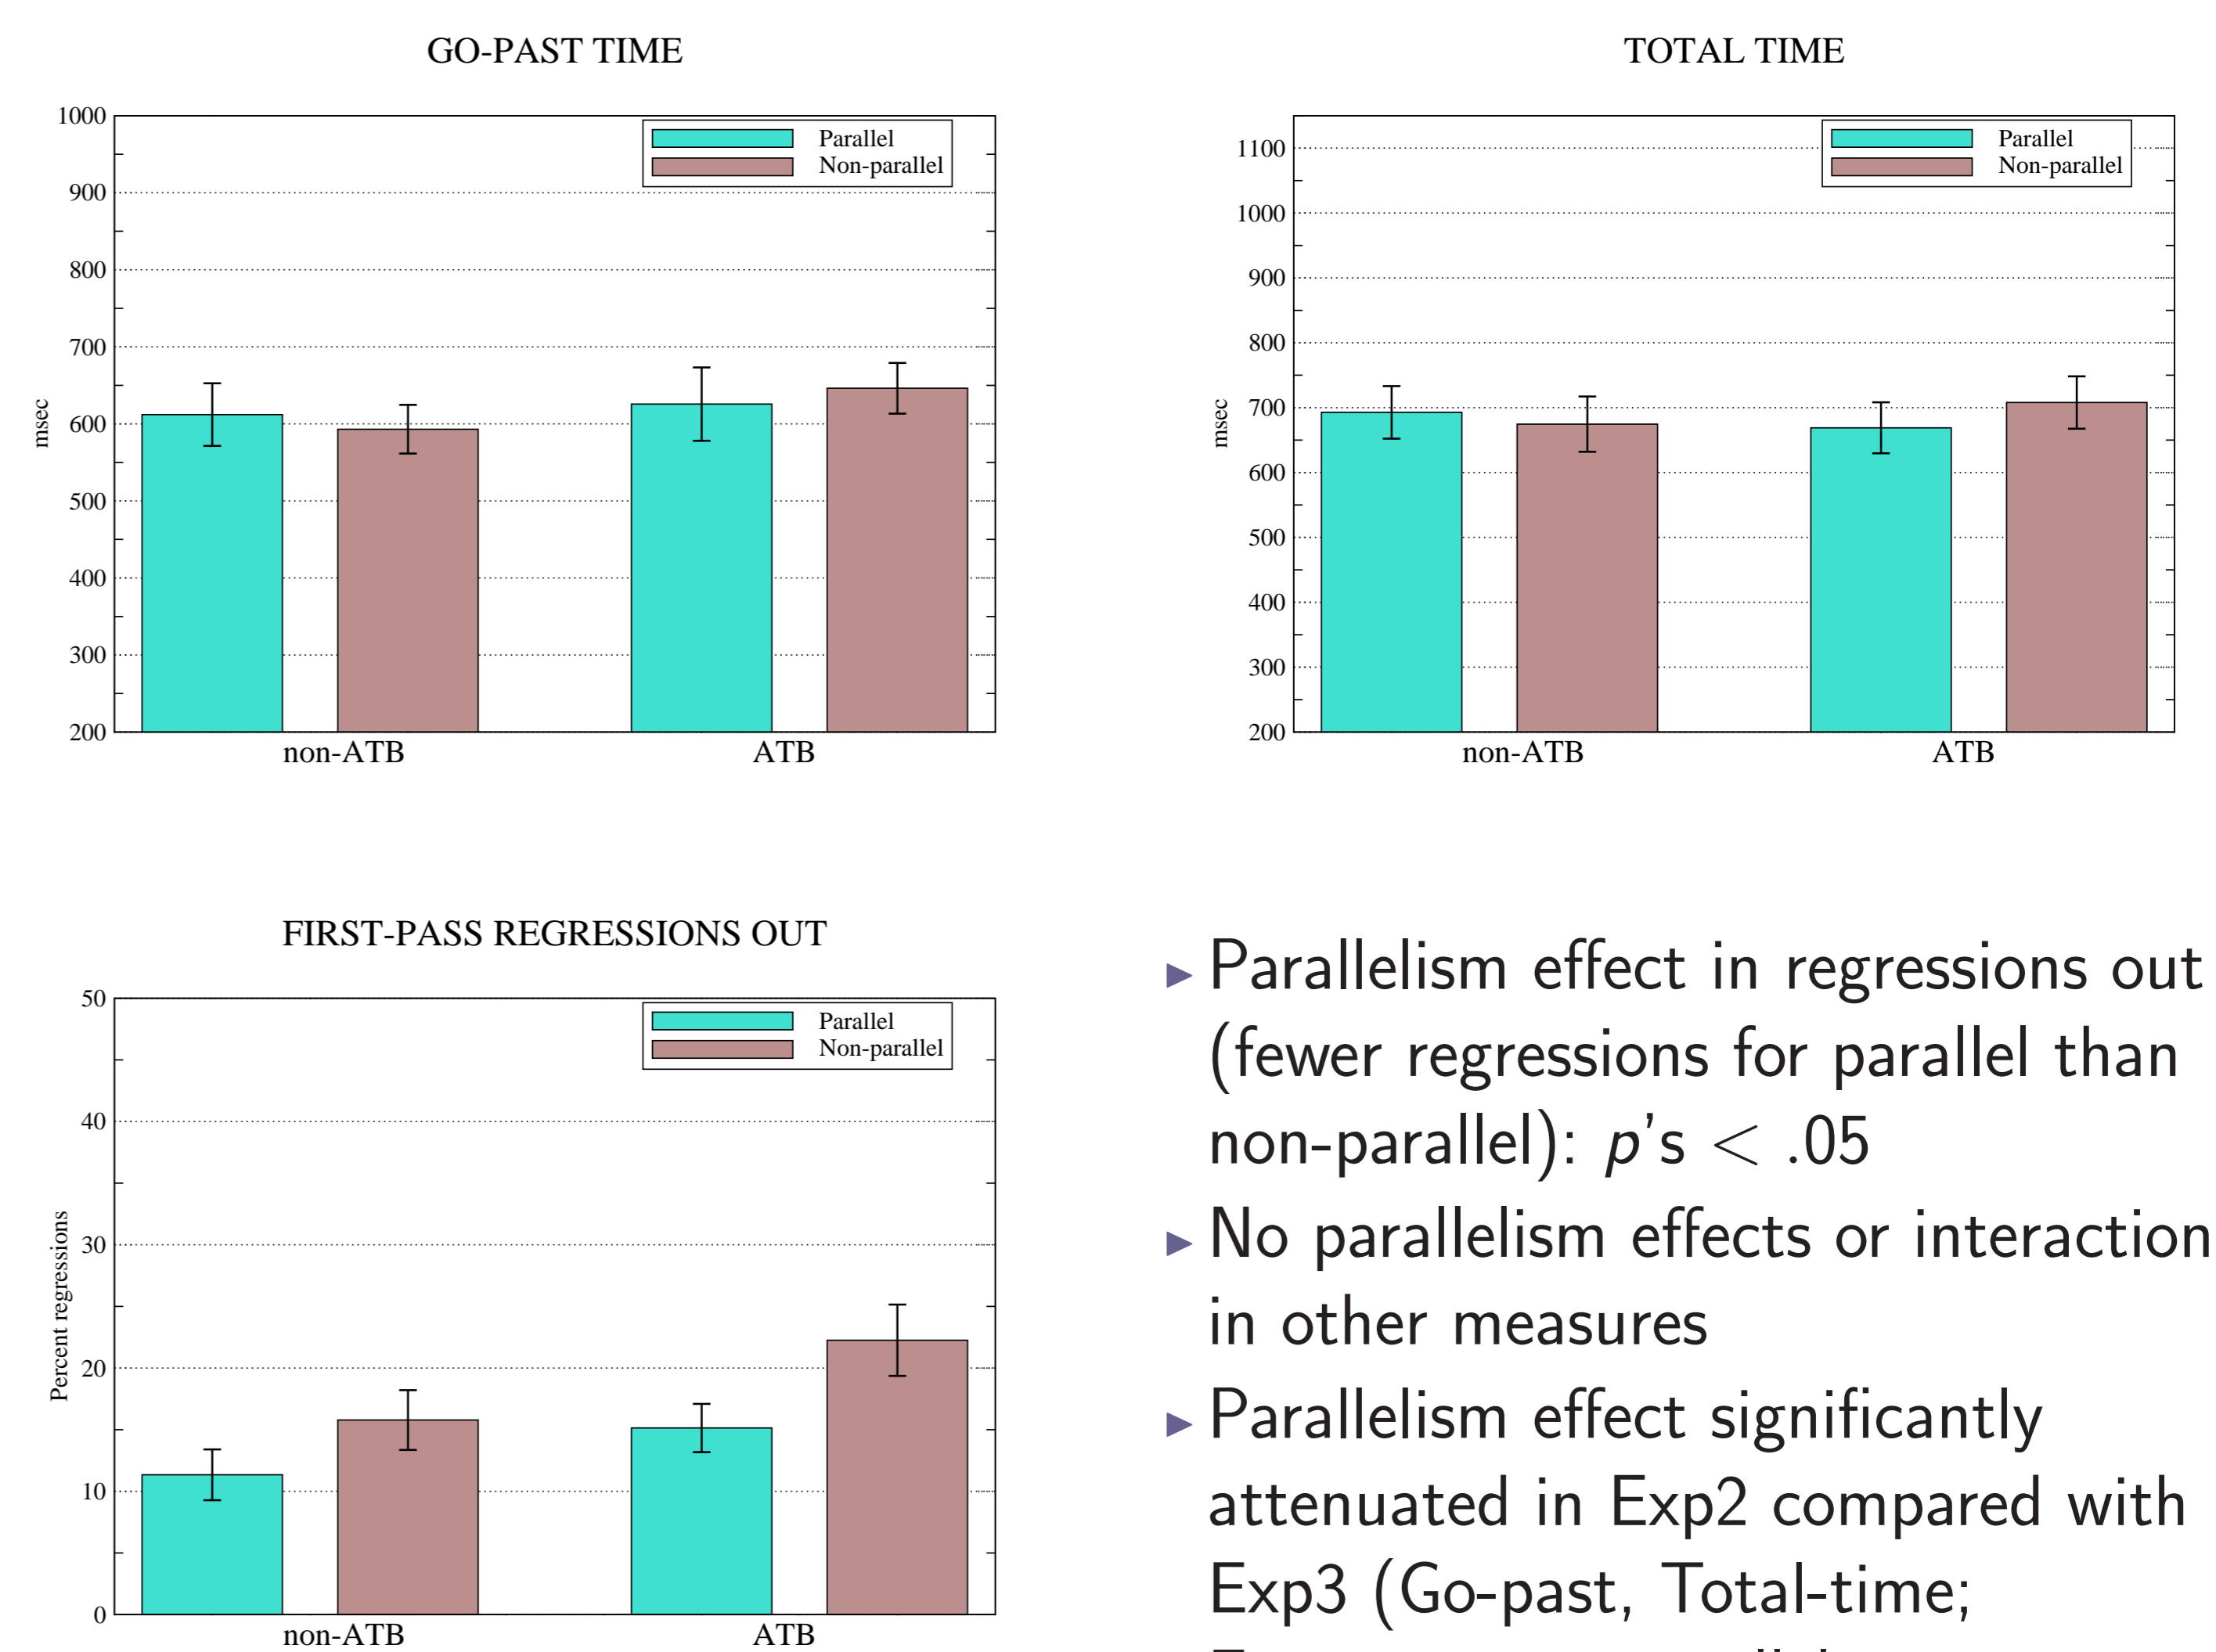 GO-PAST TIME
1000
900
800
700
600
500
400
300
200
msec
Parallel
Non-parallel
non-ATB ATB
TOTAL TIME
1100
1000
900
800
700
600
500
400
300
200
msec
Parallel
Non-parallel
non-ATB ATB
FIRST-PASS REGRESSIONS OUT
50
40
30
20
10
0
Percent regressions
Parallel
Non-parallel
non-ATB ATB
▶ Parallelism effect in regressions out
(fewer regressions for parallel than
non-parallel): p's < .05
▶ No parallelism effects or interaction
in other measures
▶ Parallelism effect significantly
attenuated in Exp2 compared with
Exp3 (Go-past, Total-time;